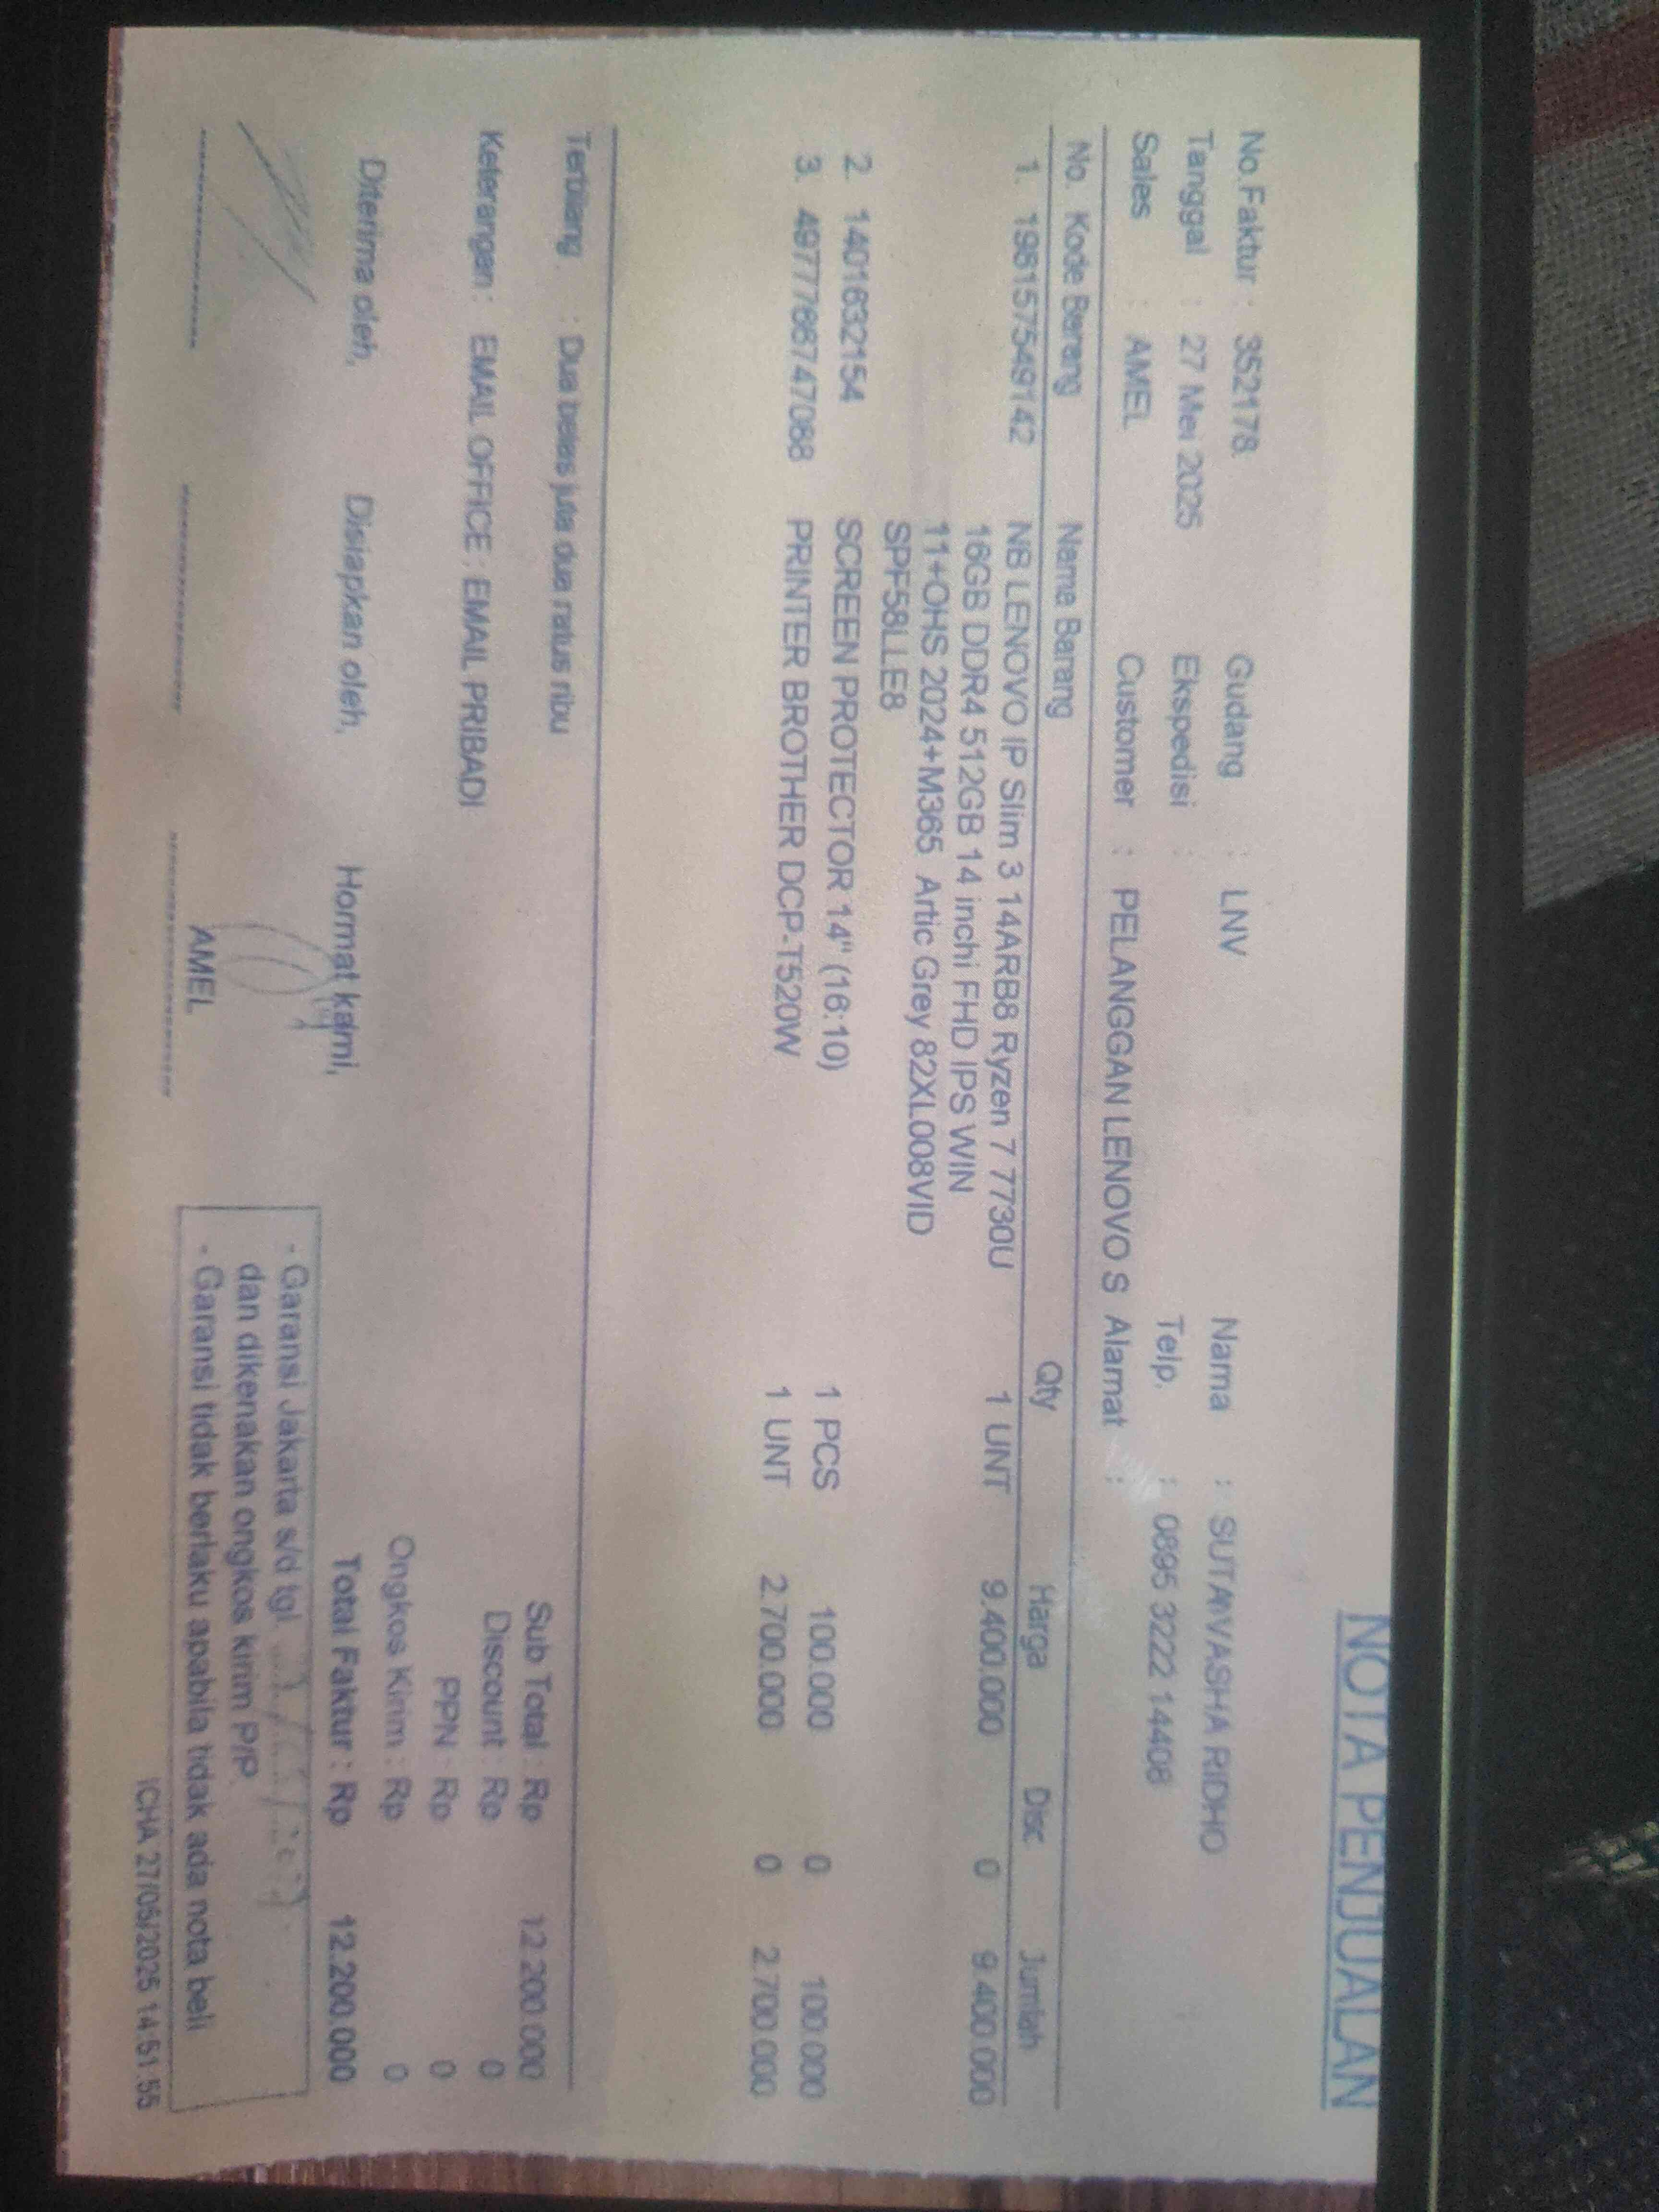 NOTA PENJUALAN
No.Faktur : 352178 Gudang : LNV Nama : SUTAWASHA RIDHO
Tanggal : 27 Mei 2025 Ekspedisi : Telp. : 0895 3222 14408
Sales : AMEL Customer : PELANGGAN LENOVO S Alamat :
No. Kode Barang Nama Barang Qty Harga Disc Jumlah
1. 198157549142 NB LENOVO IP Slim 3 14ARB8 Ryzen 7 7730U 1 UNT 9.400.000 0 9.400.000
16GB DDR4 512GB 14 inchi FHD IPS WIN
11+OHS 2024+M365 Artic Grey 82XL008VID
SPF58LLE8
2. 1401632154 SCREEN PROTECTOR 14" (16:10) 1 PCS 100.000 0 100.000
3. 4977766747088 PRINTER BROTHER DCP-T520W 1 UNT 2.700.000 0 2.700.000
Terbilang : Dua belas juta dua ratus ribu Sub Total : Rp 12.200.000
Discount : Rp 0
Keterangan : EMAIL OFFICE : EMAIL PRIBADI PPN : Rp 0
Ongkos Kirim : Rp 0
Diterima oleh, Disiapkan oleh, Hormat kami, Total Faktur : Rp 12.200.000
- Garansi Jakarta s/d tgl.
dan dikenakan ongkos kirim P/P
AMEL - Garansi tidak berlaku apabila tidak ada nota beli
ICHA 27/05/2025 14:51:55